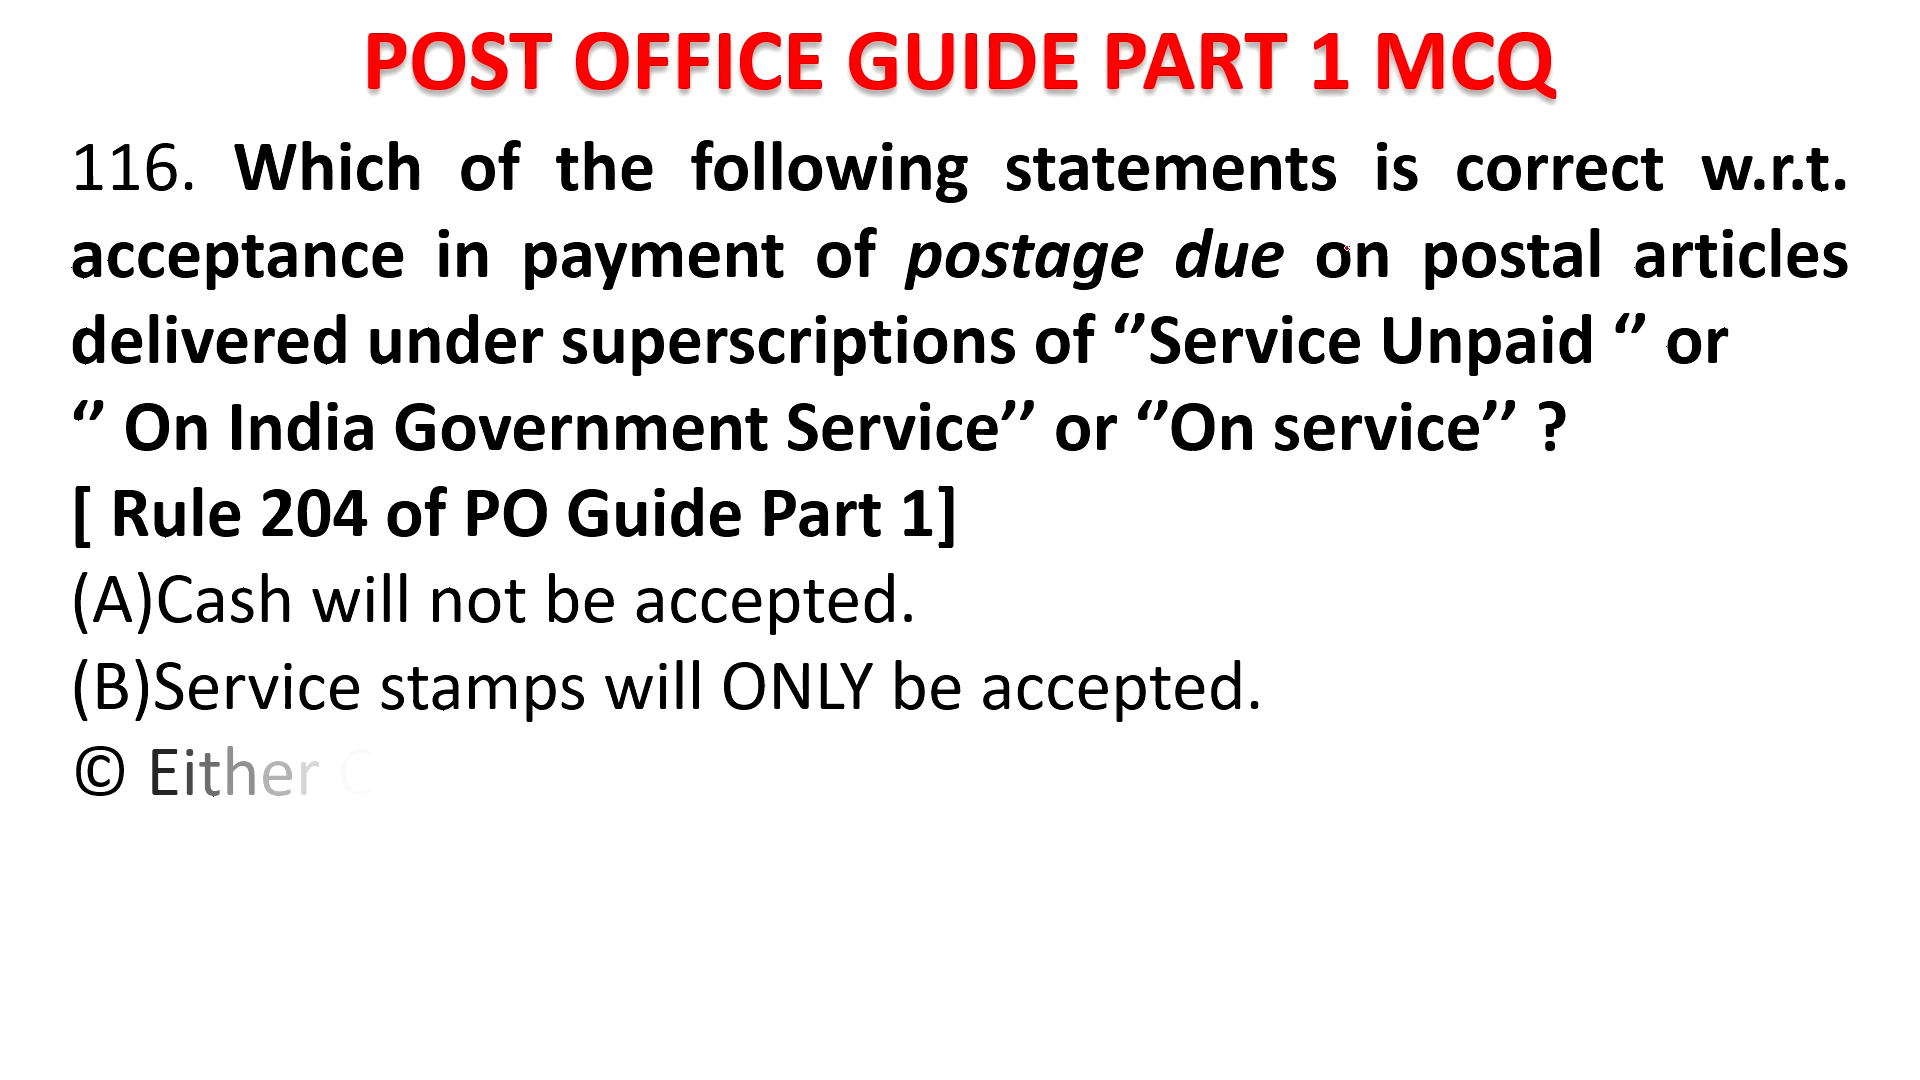 POST OFFICE GUIDE PART 1 MCQ
116. Which of the following statements is correct w.r.t.
acceptance in payment of postage due on postal articles
delivered under superscriptions of ‘’Service Unpaid ‘’ or
‘’ On India Government Service’’ or ‘’On service’’ ?
[ Rule 204 of PO Guide Part 1]
(A)Cash will not be accepted.
(B)Service stamps will ONLY be accepted.
© Either